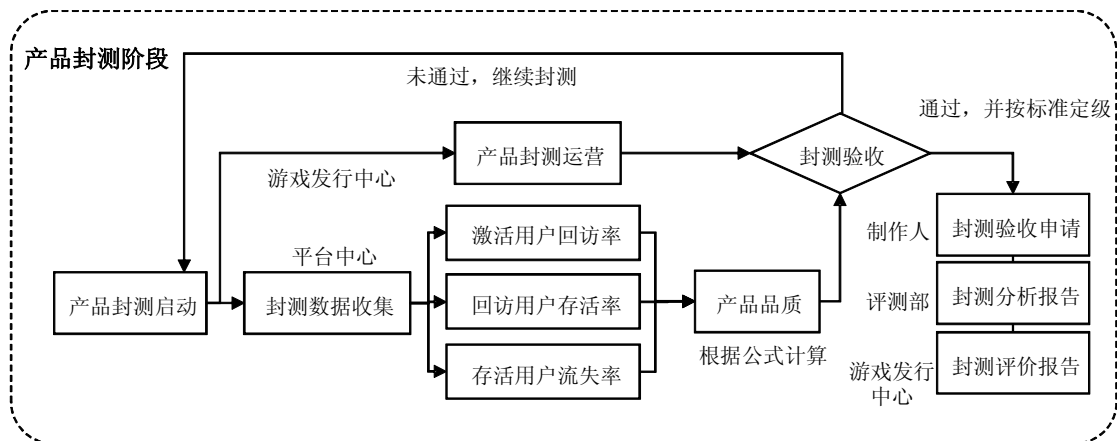 产品封测阶段
未通过，继续封测
通过，并按标准定级
产品封测运营
封测验收
游戏发行中心
激活用户回访率
制作人
封测验收申请
平台中心
产品封测启动
封测数据收集
回访用户存活率
产品品质
评测部
封测分析报告
根据公式计算
存活用户流失率
游戏发行
中心
封测评价报告